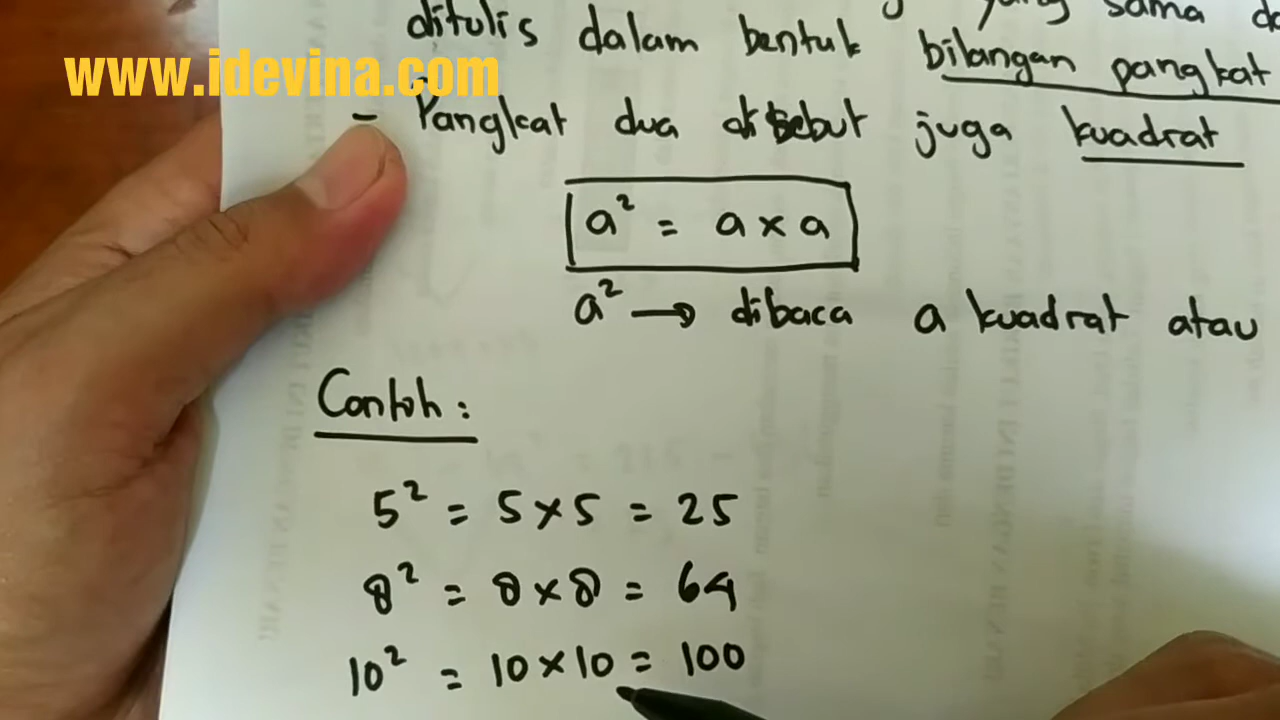 sama
ditulis dalam bentuk bilangan pangkat
www.idevina.com
- Pangkat dua disebut juga kuadrat
a² = a x a
a² → dibaca a kuadrat atau
Contoh:
5² = 5 x 5 = 25
8² = 8 x 8 = 64
10² = 10 x 10 = 100